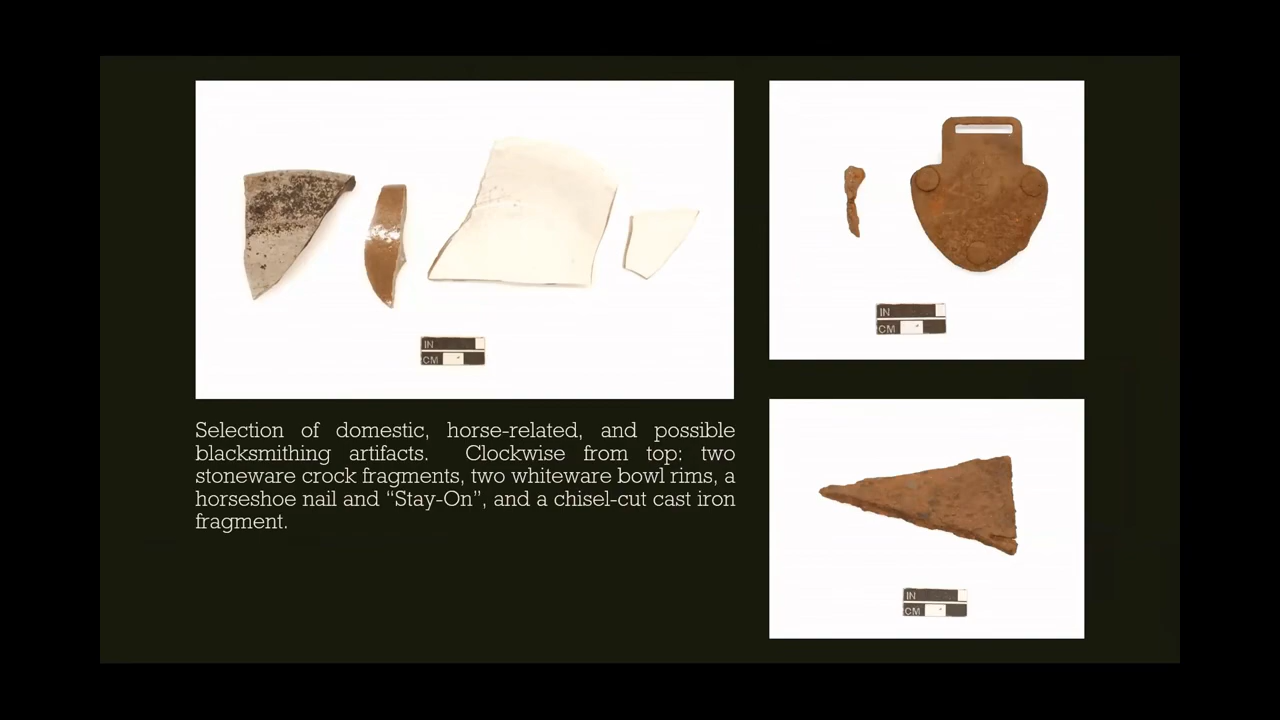 IN
CM
IN
CM
Selection of domestic, horse-related, and possible
blacksmithing artifacts. Clockwise from top: two
stoneware crock fragments, two whiteware bowl rims, a
horseshoe nail and “Stay-On”, and a chisel-cut cast iron
fragment.
IN
CM